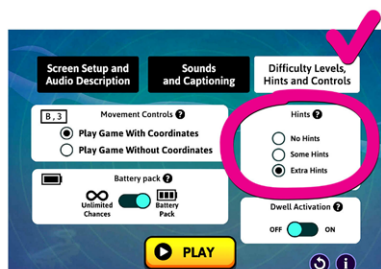 Screen Setup and
Audio Description
Sounds
and Captioning
Difficulty Levels,
Hints and Controls
B,3
Movement Controls ?
Play Game With Coordinates
Play Game Without Coordinates
Battery pack ?
Unlimited
Chances
Battery
Pack
Hints ?
No Hints
Some Hints
Extra Hints
Dwell Activation ?
OFF
ON
PLAY
i